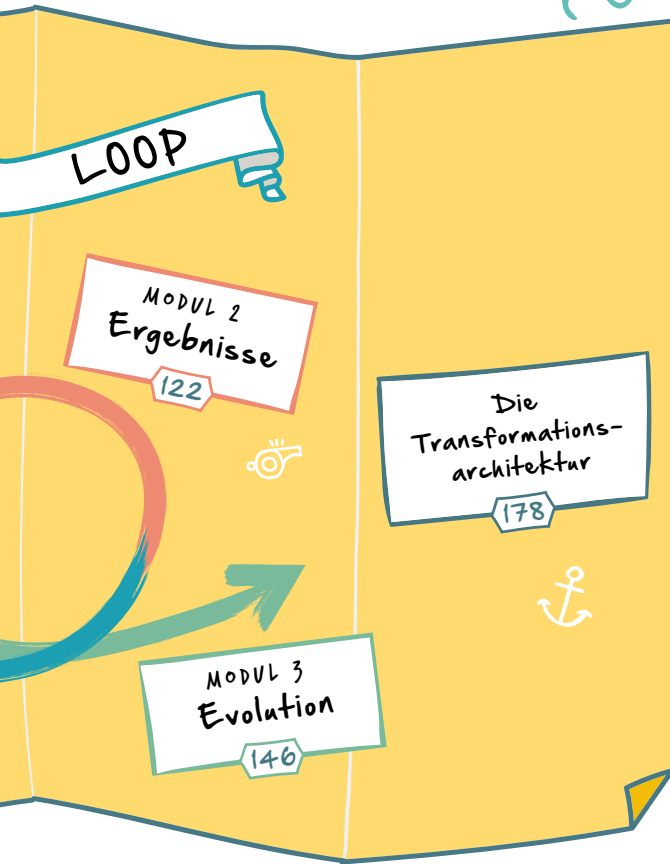 LOOP
MODUL 2
Ergebnisse
122
Die
Transformations-
architektur
178
MODUL 3
Evolution
146